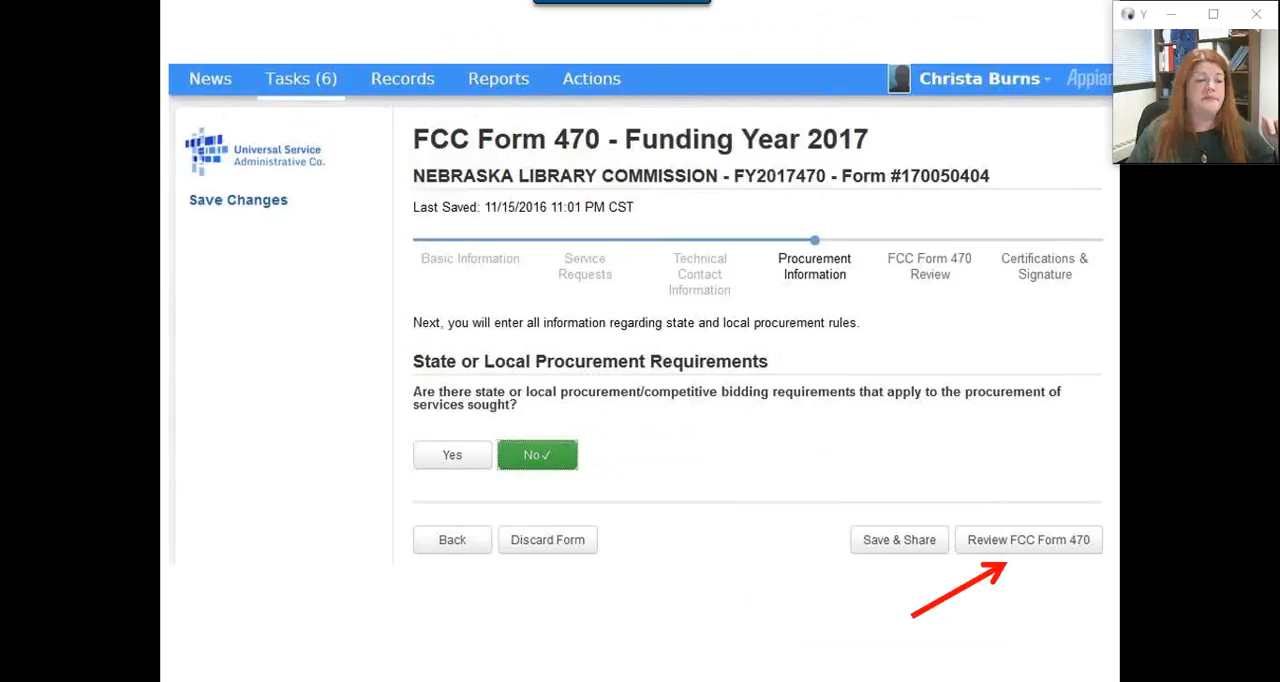 News Tasks (6) Records Reports Actions Christa Burns Appian
Universal Service
Administrative Co.
Save Changes
FCC Form 470 - Funding Year 2017
NEBRASKA LIBRARY COMMISSION - FY2017470 - Form #170050404
Last Saved: 11/15/2016 11:01 PM CST
Basic Information
Service
Requests
Technical
Contact
Information
Procurement
Information
FCC Form 470
Review
Certifications &
Signature
Next, you will enter all information regarding state and local procurement rules.
State or Local Procurement Requirements
Are there state or local procurement/competitive bidding requirements that apply to the procurement of
services sought?
Yes No ✓
Back Discard Form Save & Share Review FCC Form 470